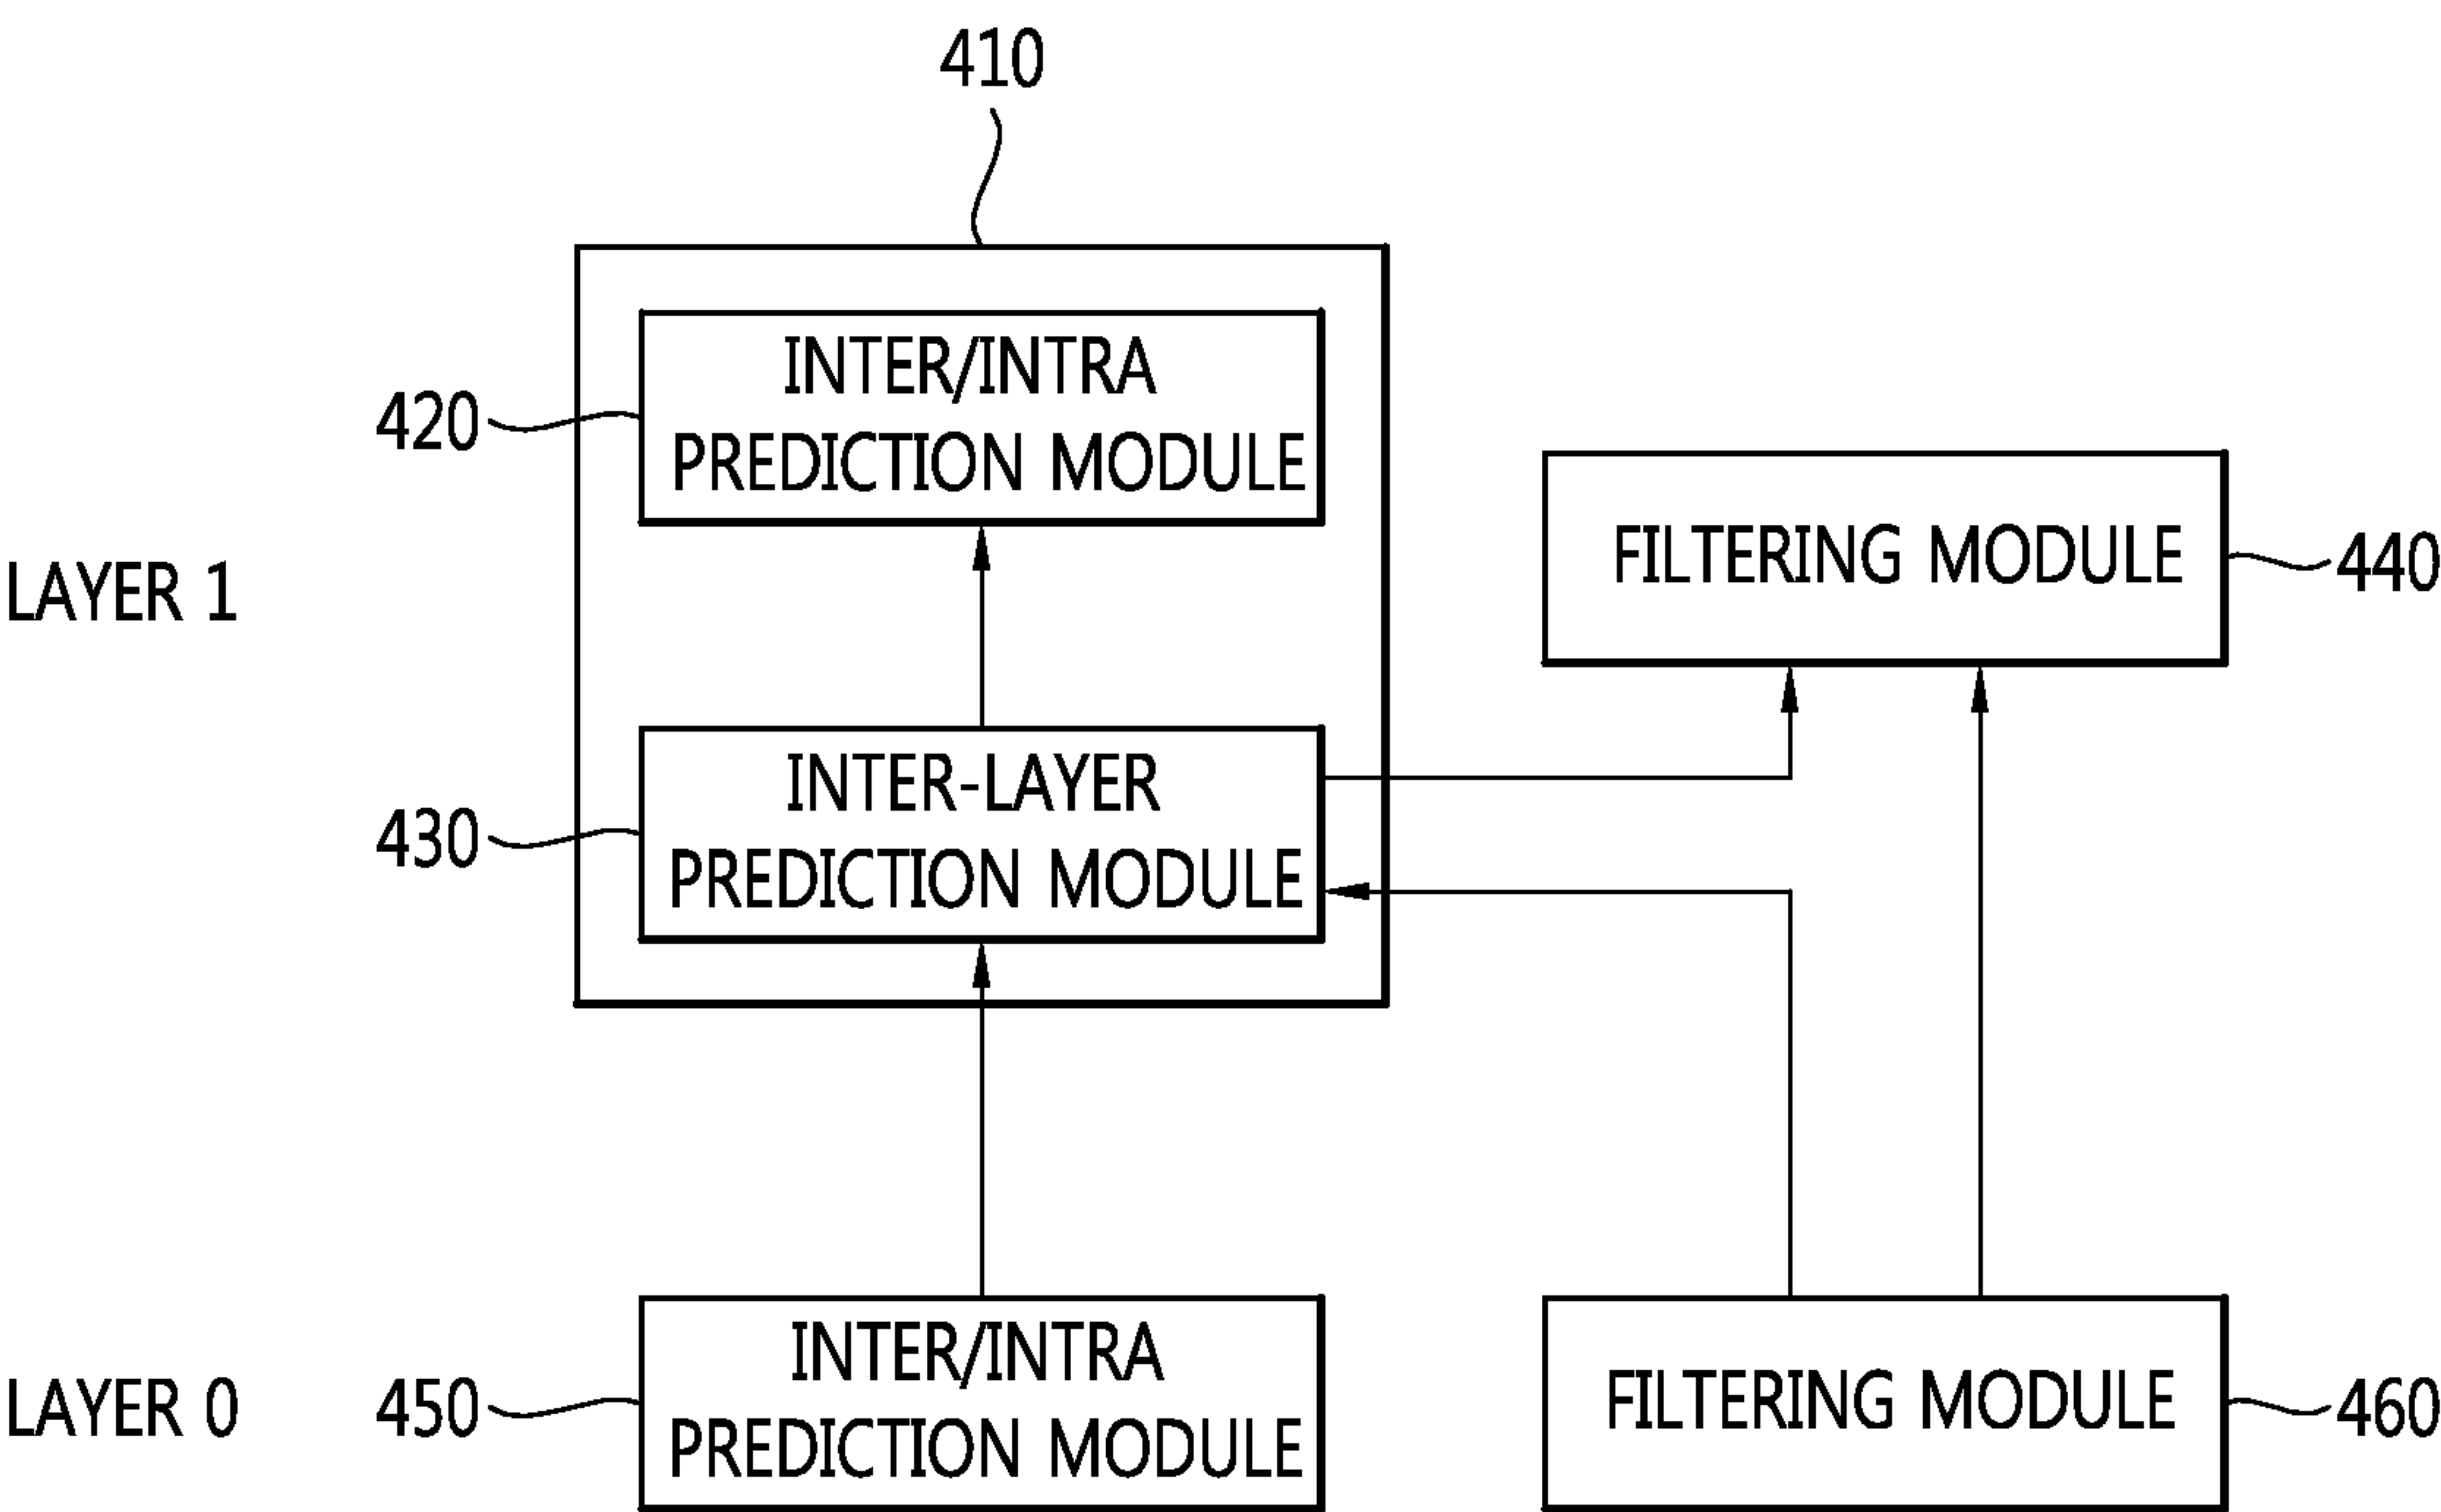 410
INTER/INTRA
420
PREDICTION MODULE
FILTERING MODULE
440
LAYER 1
INTER-LAYER
430
PREDICTION MODULE
INTER/INTRA
LAYER 0
450
FILTERING MODULE
460
PREDICTION MODULE